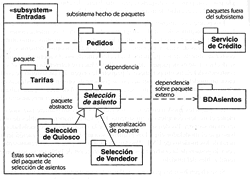 «subsystem»
Entradas
subsistema hecho de paquetes
paquetes fuera
del subsistema
Pedidos
Servicio
de Crédito
paquete
Tarifas
dependencia
Selección
de asiento
dependencia
sobre paquete
externo
BDAsientos
paquete
abstracto
Selección
de Quiosco
generalización
de paquete
Selección
de Vendedor
Éstas son variaciones
del paquete
de selección de asientos